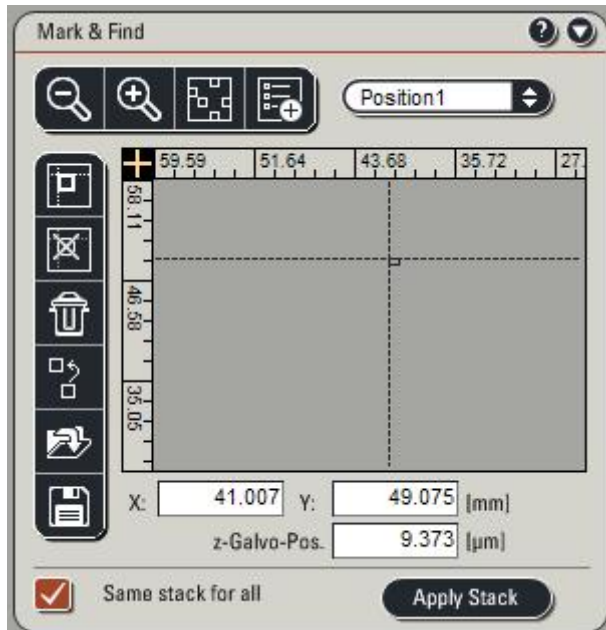 Mark & Find
Position1
59.59 51.64 43.68 35.72 27.
58.11
46.58
35.05
X: 41.007 Y: 49.075 [mm]
z-Galvo-Pos. 9.373 [µm]
Same stack for all
Apply Stack